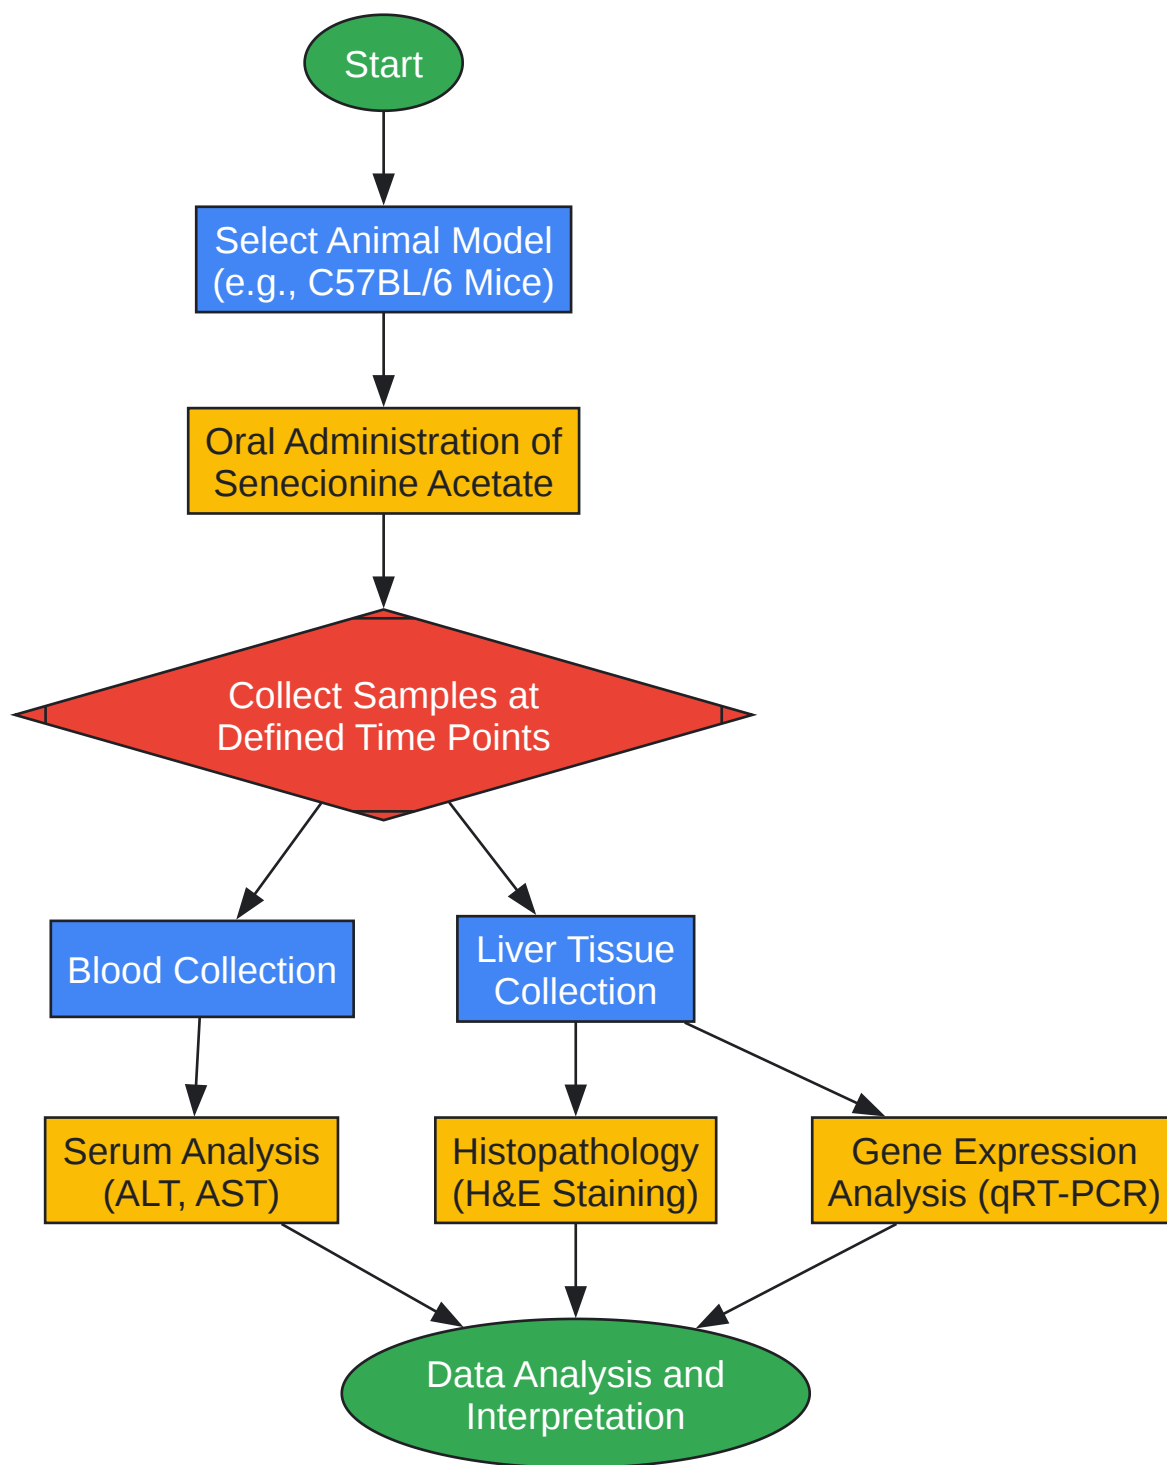 Start
Select Animal Model
(e.g., C57BL/6 Mice)
Oral Administration of
Senecionine Acetate
Collect Samples at
Defined Time Points
Blood Collection
Liver Tissue
Collection
Serum Analysis
(ALT, AST)
Histopathology
(H&E Staining)
Gene Expression
Analysis (qRT-PCR)
Data Analysis and
Interpretation